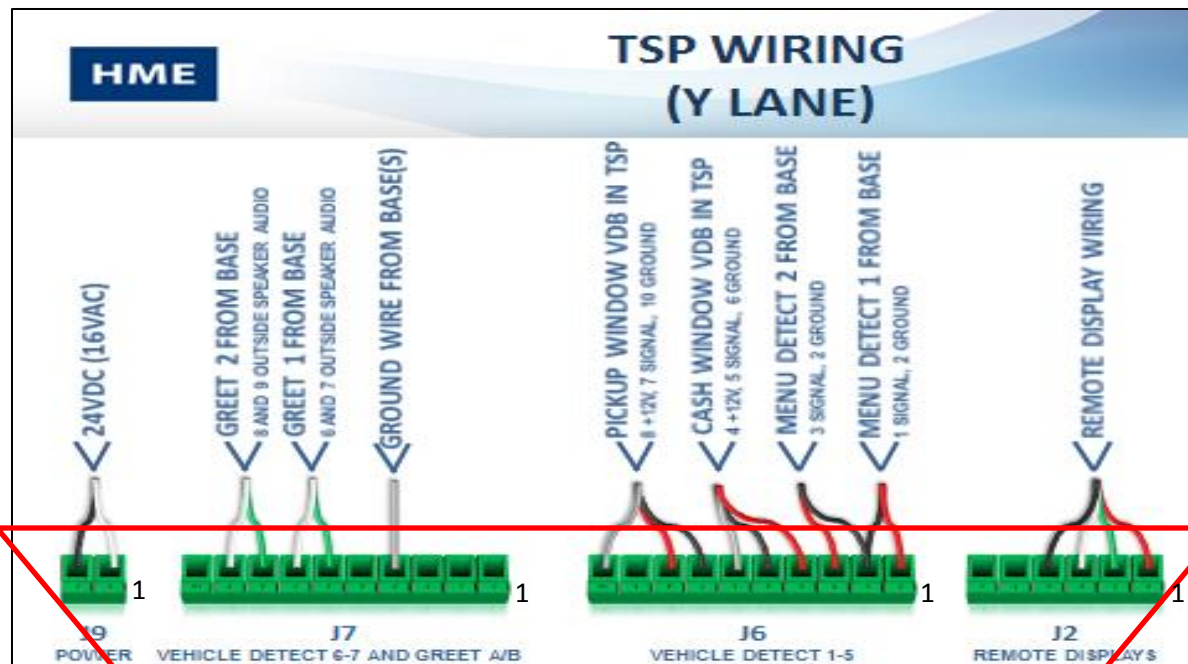 HME
TSP WIRING
(Y LANE)
24VDC (16VAC)
GREET 2 FROM BASE
8 AND 9 OUTSIDE SPEAKER AUDIO
GREET 1 FROM BASE
6 AND 7 OUTSIDE SPEAKER AUDIO
GROUND WIRE FROM BASE(S)
PICKUP WINDOW VDB IN TSP
8 +12V, 7 SIGNAL, 10 GROUND
CASH WINDOW VDB IN TSP
4 +12V, 5 SIGNAL, 6 GROUND
MENU DETECT 2 FROM BASE
3 SIGNAL, 2 GROUND
MENU DETECT 1 FROM BASE
1 SIGNAL, 2 GROUND
REMOTE DISPLAY WIRING
1
1
1
1
J9
POWER
J7
VEHICLE DETECT 6-7 AND GREET A/B
J6
VEHICLE DETECT 1-5
J2
REMOTE DISPLAYS